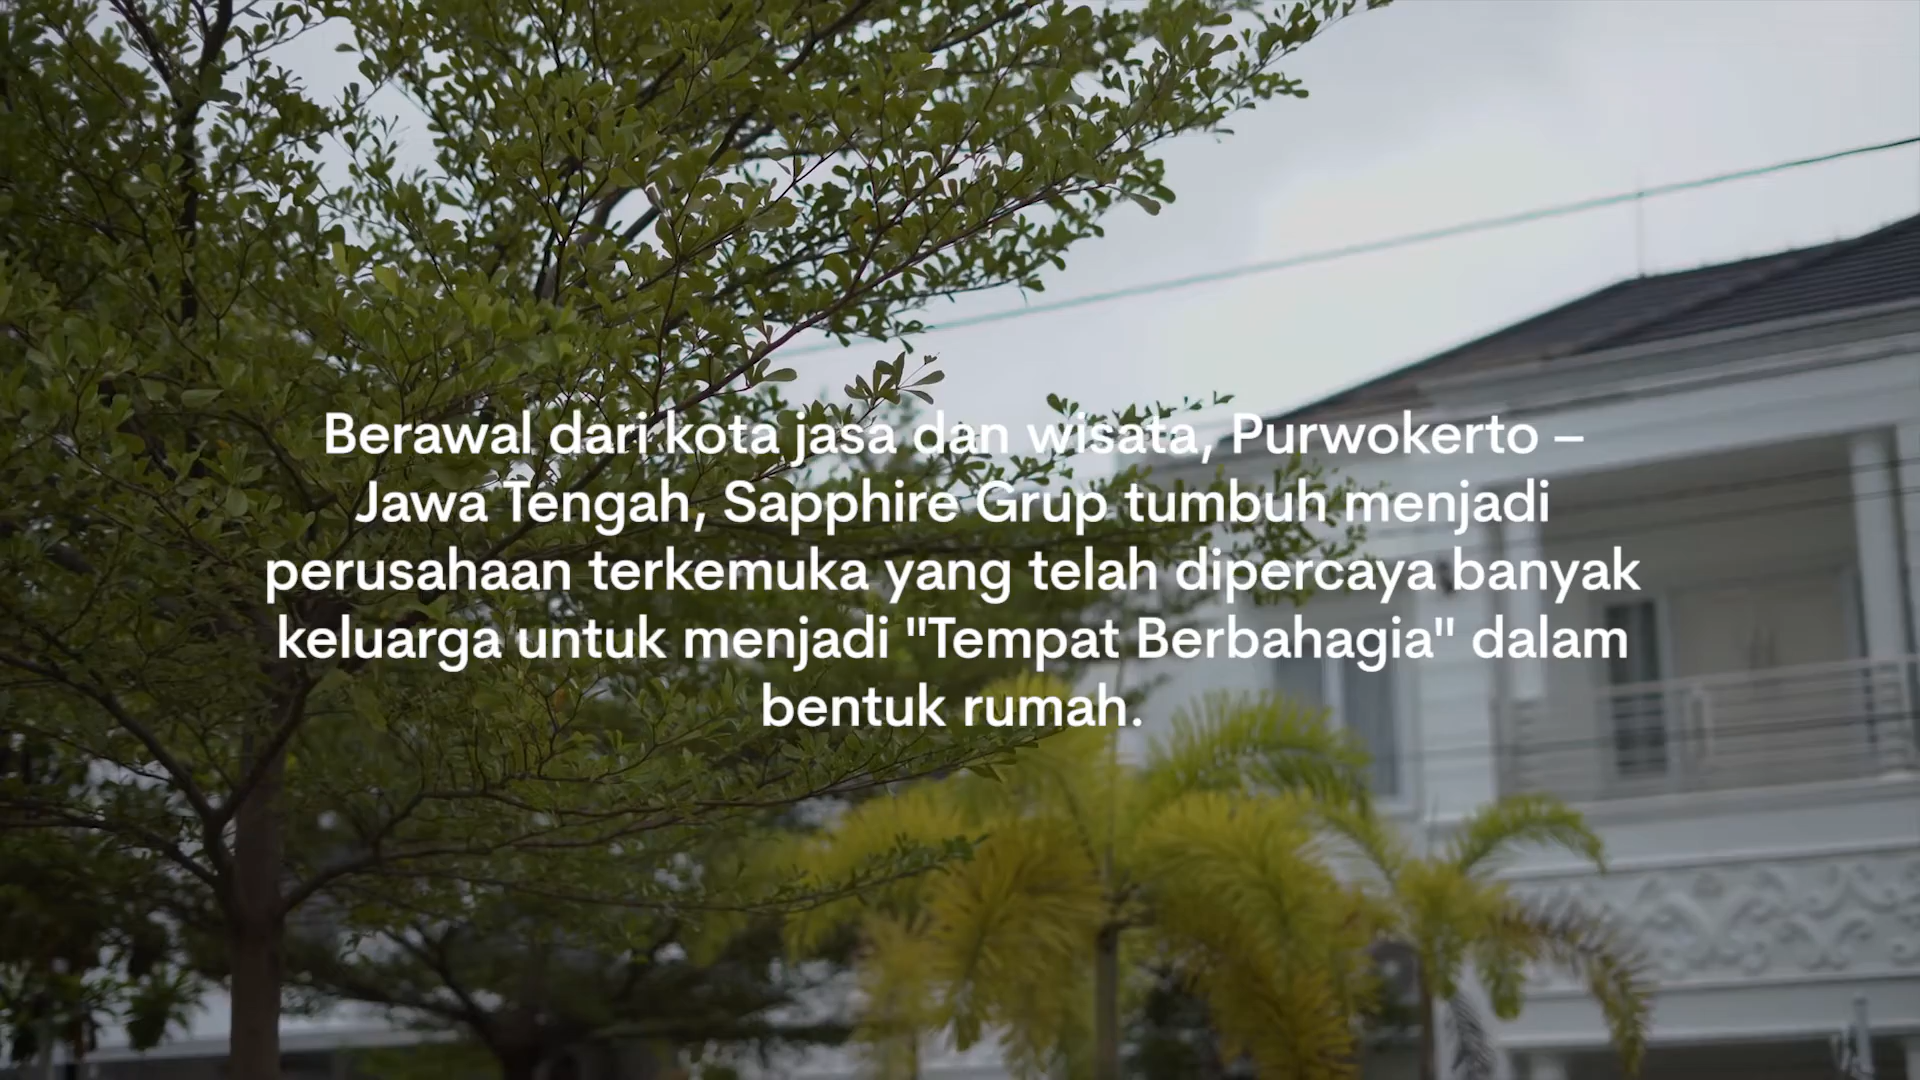 Berawal dari kota jasa dan wisata, Purwokerto –
Jawa Tengah, Sapphire Grup tumbuh menjadi
perusahaan terkemuka yang telah dipercaya banyak
keluarga untuk menjadi "Tempat Berbahagia" dalam
bentuk rumah.